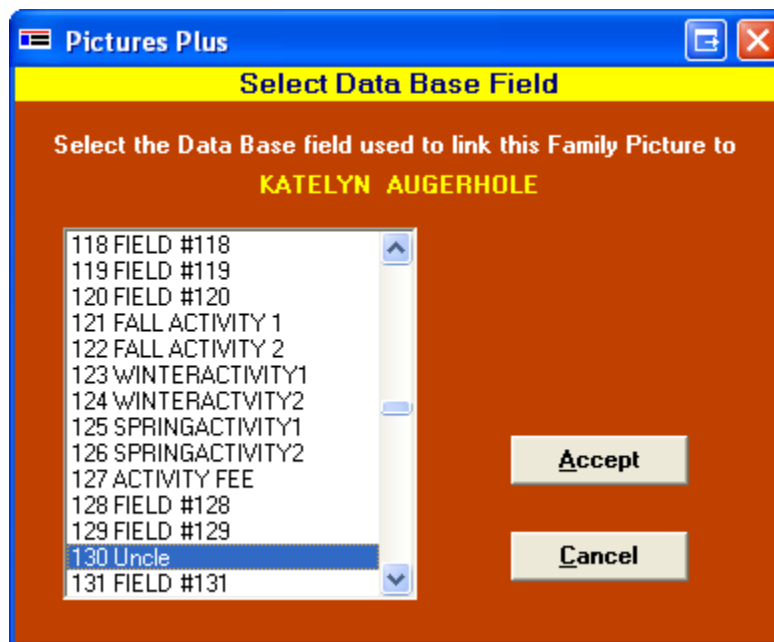 Pictures Plus
Select Data Base Field
Select the Data Base field used to link this Family Picture to
KATELYN AUGERHOLE
118 FIELD #118
119 FIELD #119
120 FIELD #120
121 FALL ACTIVITY 1
122 FALL ACTIVITY 2
123 WINTERACTIVITY1
124 WINTERACTVITY2
125 SPRINGACTIVITY1
126 SPRINGACTIVITY2
127 ACTIVITY FEE
128 FIELD #128
129 FIELD #129
130 Uncle
131 FIELD #131
Accept
Cancel